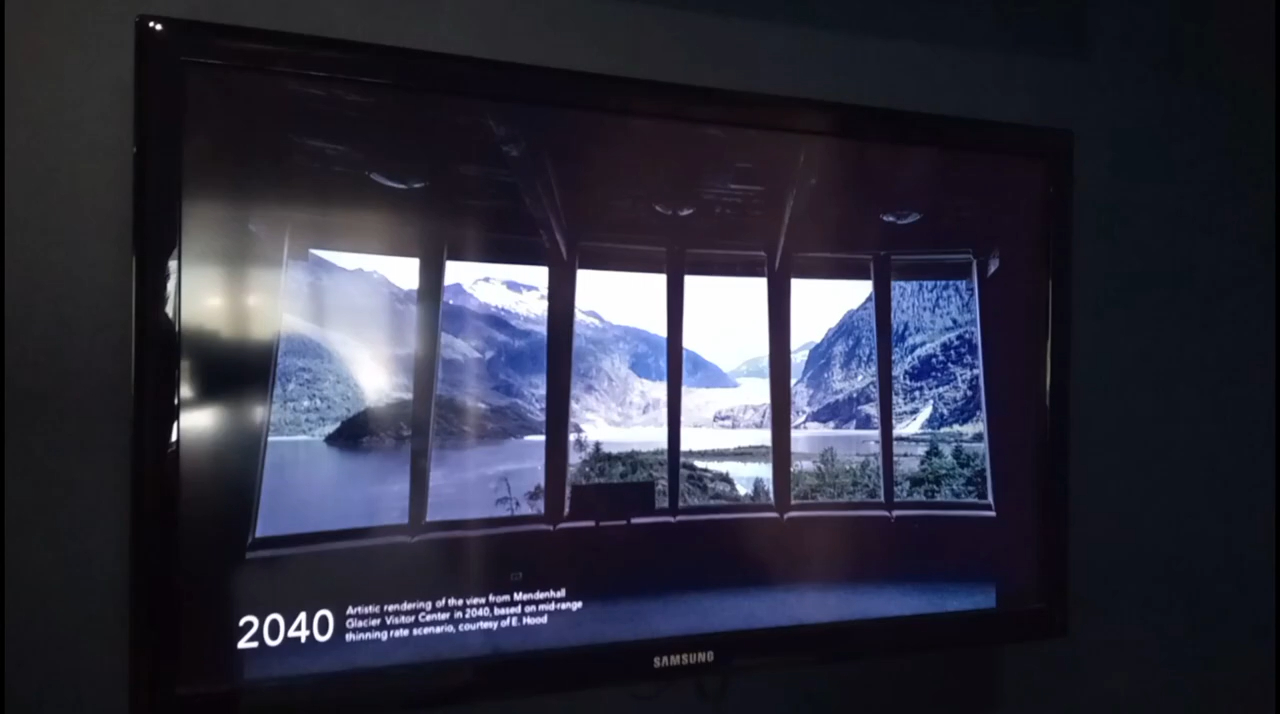 2040
Artistic rendering of the view from Mendenhall
Glacier Visitor Center in 2040, based on mid-range
thinning rate scenario, courtesy of E. Hood
SAMSUNG